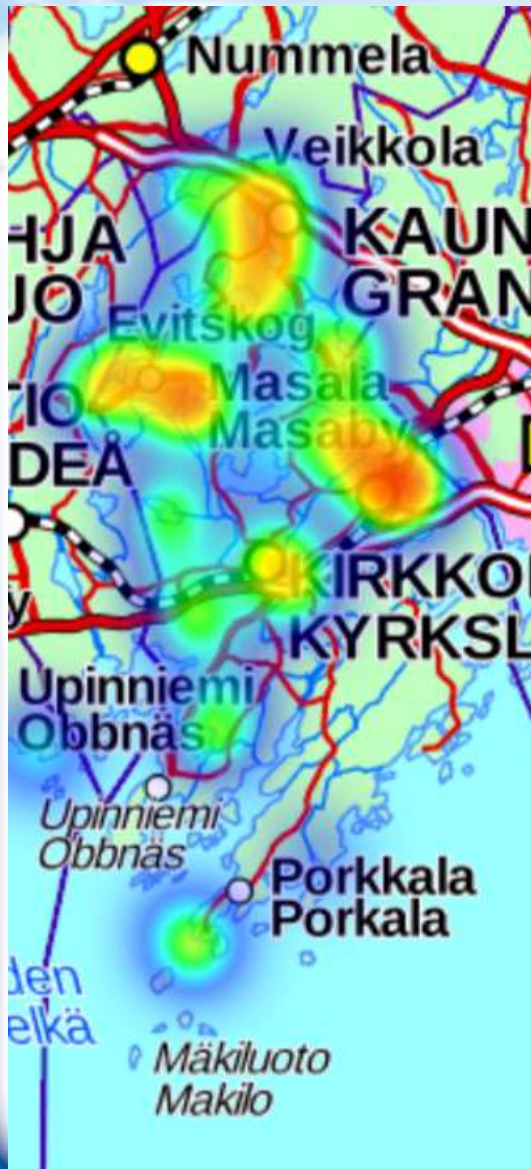 Nummela
Veikkola
HJA
JO
KAUN
GRAN
Evitskog
TIO
DEÅ
Masala
Masaby
y
KIRKKO
KYRKSL
Upinniemi
Obbnäs
Upinniemi
Obbnäs
Porkkala
Porkala
den
elkä
Mäkiluoto
Makilo